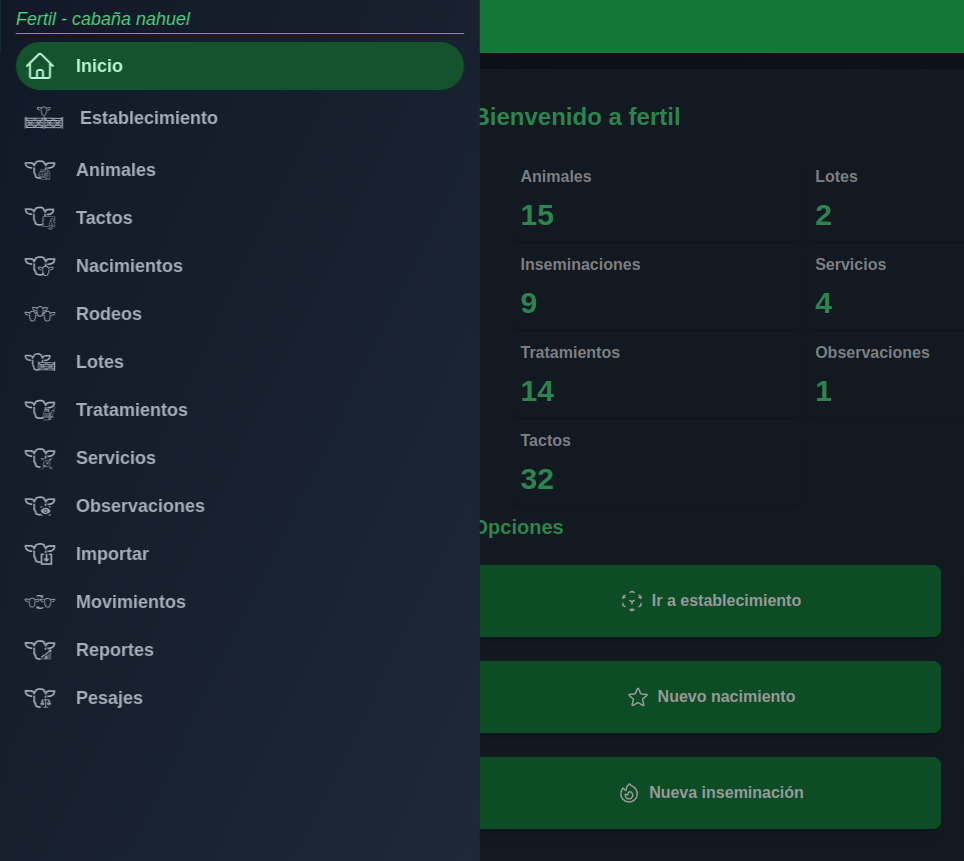 Fertil - cabaña nahuel
Inicio
Establecimiento
Animales
Tactos
Nacimientos
Rodeos
Lotes
Tratamientos
Servicios
Observaciones
Importar
Movimientos
Reportes
Pesajes
Bienvenido a fertil
Animales
15
Lotes
2
Inseminaciones
9
Servicios
4
Tratamientos
14
Observaciones
1
Tactos
32
Opciones
Ir a establecimiento
Nuevo nacimiento
Nueva inseminación